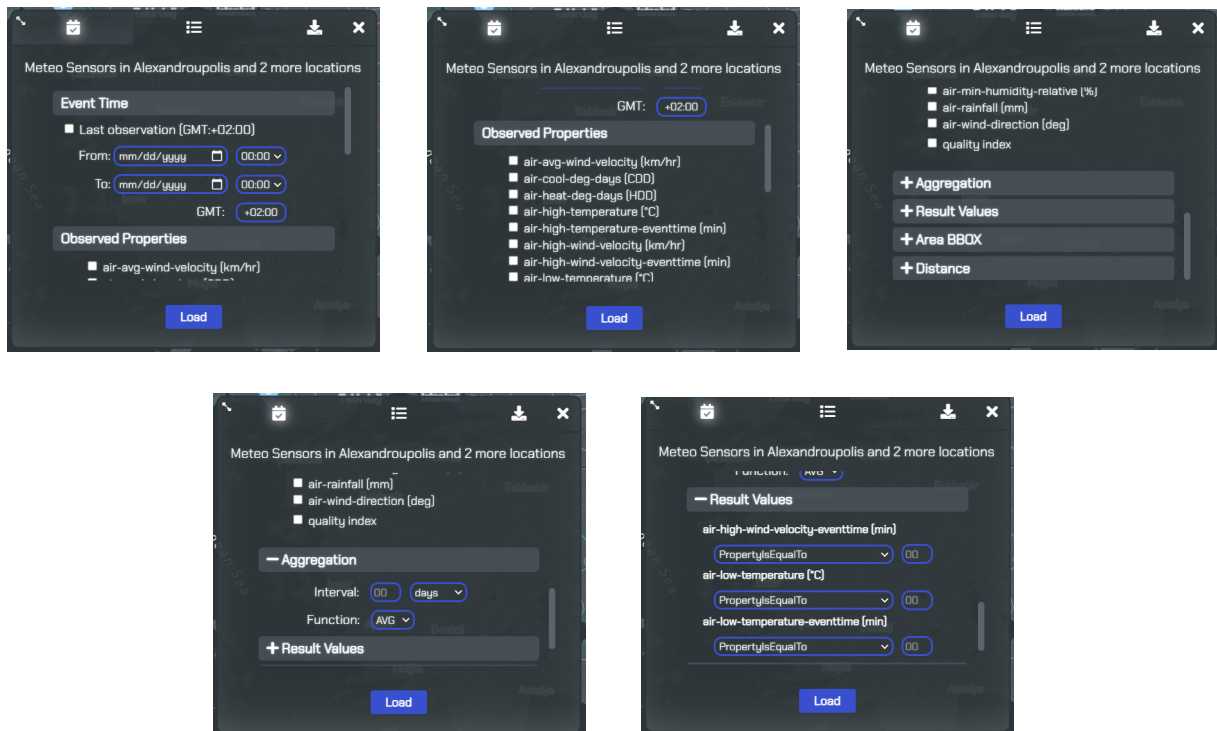 Meteo Sensors in Alexandroupolis and 2 more locations
Event Time
Last observation (GMT:+02:00)
From: mm/dd/yyyy 00:00
To: mm/dd/yyyy 00:00
GMT: +02:00
Observed Properties
air-avg-wind-velocity (km/hr)
Load
Meteo Sensors in Alexandroupolis and 2 more locations
GMT: +02:00
Observed Properties
air-avg-wind-velocity (km/hr)
air-cool-deg-days (CDD)
air-heat-deg-days (HDD)
air-high-temperature (°C)
air-high-temperature-eventtime (min)
air-high-wind-velocity (km/hr)
air-high-wind-velocity-eventtime (min)
air-low-temperature (°C)
Antalya
Load
Meteo Sensors in Alexandroupolis and 2 more locations
air-min-humidity-relative (%)
air-rainfall (mm)
air-wind-direction (deg)
quality index
+ Aggregation
+ Result Values
+ Area BBOX
+ Distance
Load
Meteo Sensors in Alexandroupolis and 2 more locations
air-rainfall (mm)
air-wind-direction (deg)
quality index
− Aggregation
Interval: 00 days
Function: AVG
+ Result Values
Antalya
Load
Meteo Sensors in Alexandroupolis and 2 more locations
Function: AVG
− Result Values
air-high-wind-velocity-eventtime (min)
PropertyIsEqualTo 00
air-low-temperature (°C)
PropertyIsEqualTo 00
air-low-temperature-eventtime (min)
PropertyIsEqualTo 00
Antalya
Load